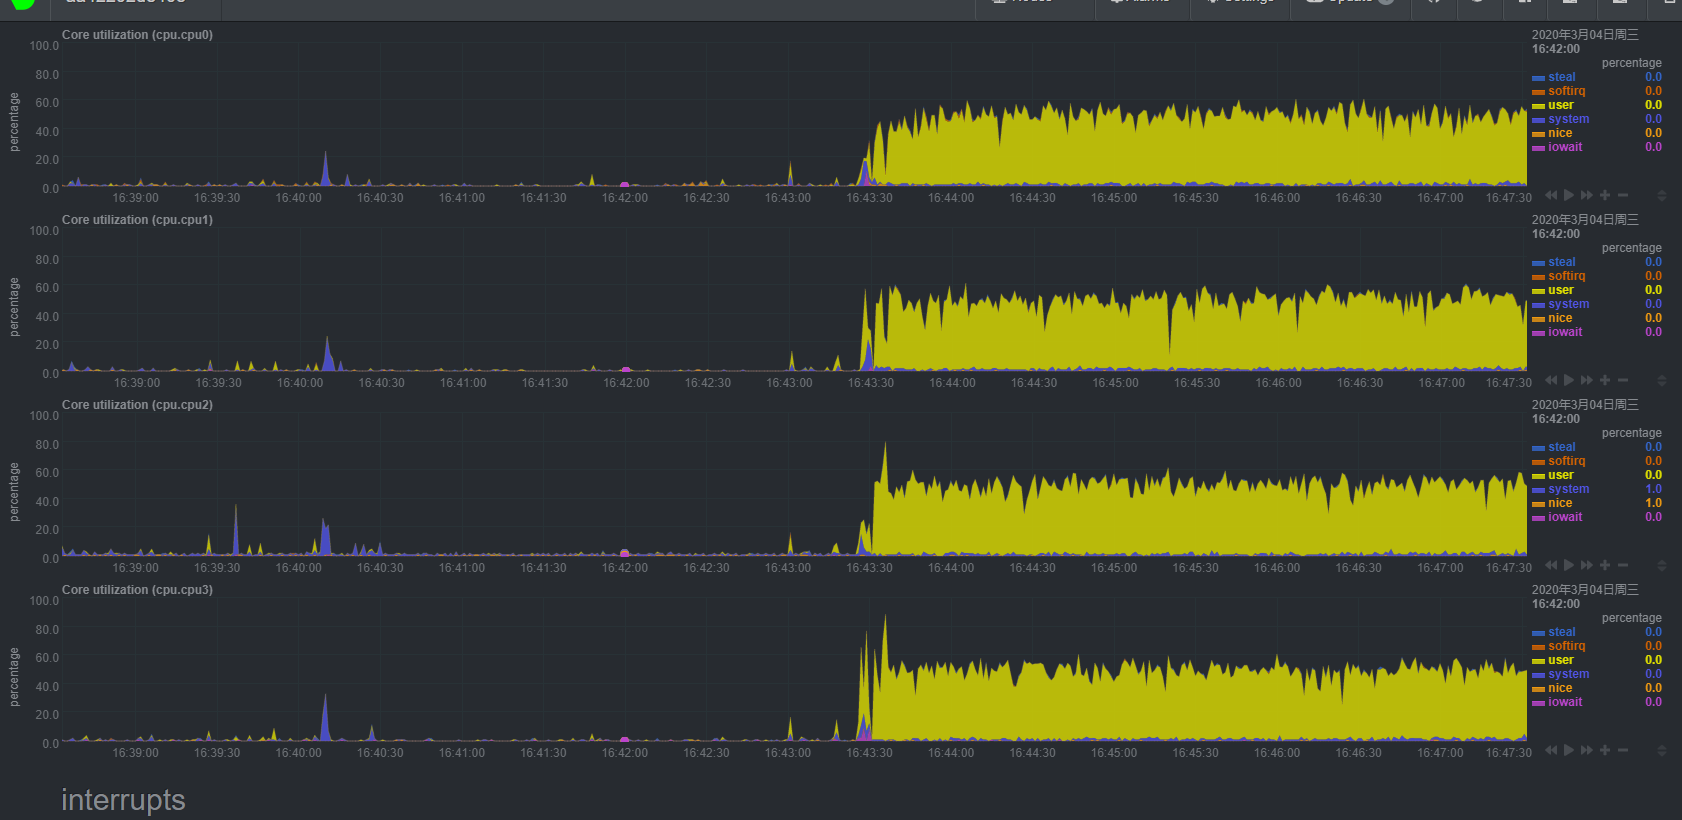 Core utilization (cpu.cpu0)
2020年3月04日周三
16:42:00
percentage
steal 0.0
softirq 0.0
user 0.0
system 0.0
nice 0.0
iowait 0.0
percentage
100.0
80.0
60.0
40.0
20.0
0.0
16:39:00 16:39:30 16:40:00 16:40:30 16:41:00 16:41:30 16:42:00 16:42:30 16:43:00 16:43:30 16:44:00 16:44:30 16:45:00 16:45:30 16:46:00 16:46:30 16:47:00 16:47:30
Core utilization (cpu.cpu1)
2020年3月04日周三
16:42:00
percentage
steal 0.0
softirq 0.0
user 0.0
system 0.0
nice 0.0
iowait 0.0
percentage
100.0
80.0
60.0
40.0
20.0
0.0
16:39:00 16:39:30 16:40:00 16:40:30 16:41:00 16:41:30 16:42:00 16:42:30 16:43:00 16:43:30 16:44:00 16:44:30 16:45:00 16:45:30 16:46:00 16:46:30 16:47:00 16:47:30
Core utilization (cpu.cpu2)
2020年3月04日周三
16:42:00
percentage
steal 0.0
softirq 0.0
user 0.0
system 1.0
nice 1.0
iowait 0.0
percentage
100.0
80.0
60.0
40.0
20.0
0.0
16:39:00 16:39:30 16:40:00 16:40:30 16:41:00 16:41:30 16:42:00 16:42:30 16:43:00 16:43:30 16:44:00 16:44:30 16:45:00 16:45:30 16:46:00 16:46:30 16:47:00 16:47:30
Core utilization (cpu.cpu3)
2020年3月04日周三
16:42:00
percentage
steal 0.0
softirq 0.0
user 0.0
system 0.0
nice 0.0
iowait 0.0
percentage
100.0
80.0
60.0
40.0
20.0
0.0
16:39:00 16:39:30 16:40:00 16:40:30 16:41:00 16:41:30 16:42:00 16:42:30 16:43:00 16:43:30 16:44:00 16:44:30 16:45:00 16:45:30 16:46:00 16:46:30 16:47:00 16:47:30
interrupts